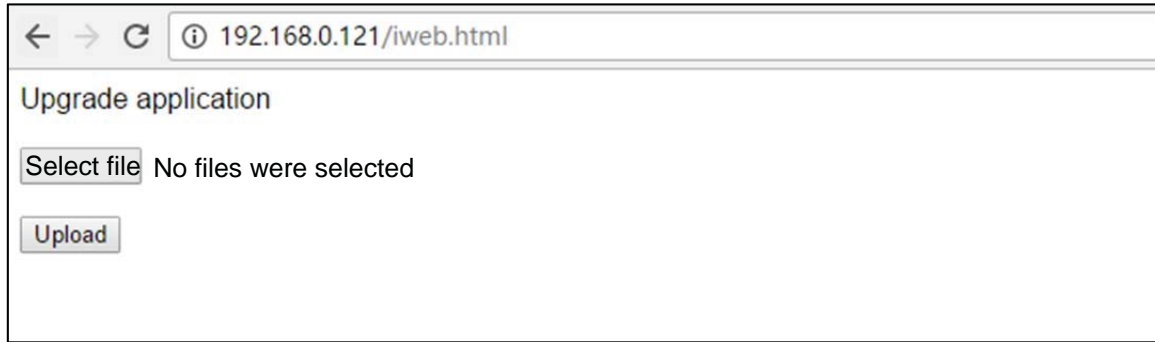 192.168.0.121/iweb.html
Upgrade application
Select file No files were selected
Upload